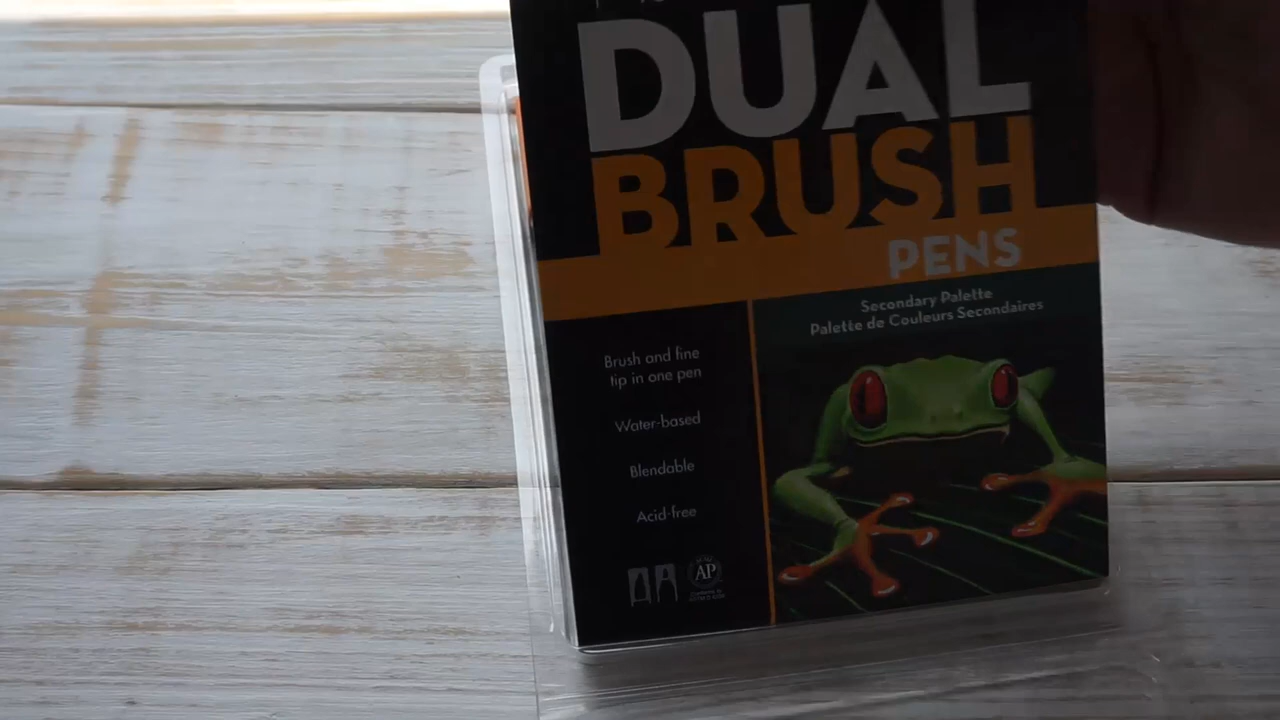 DUAL
BRUSH
PENS
Secondary Palette
Palette de Couleurs Secondaires
Brush and fine
tip in one pen
Water-based
Blendable
Acid-free
AP